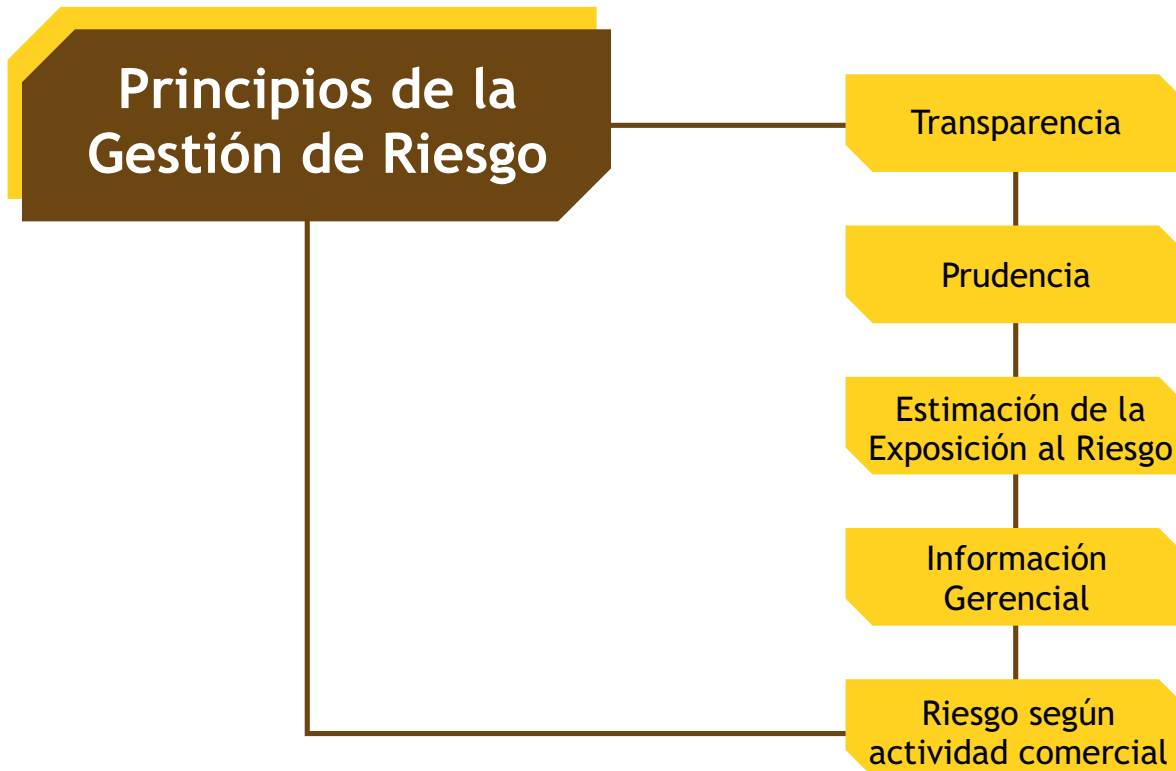 Principios de la
Gestión de Riesgo
Transparencia
Prudencia
Estimación de la
Exposición al Riesgo
Información
Gerencial
Riesgo según
actividad comercial